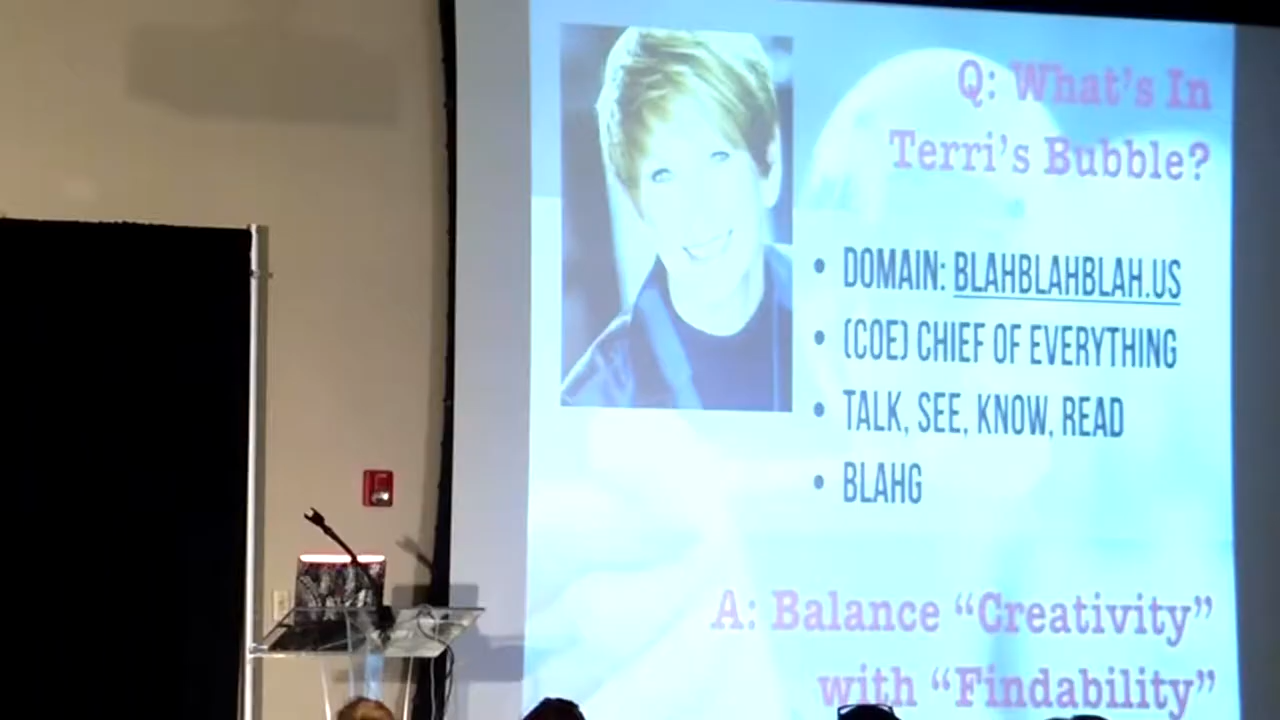 Q: What's In
Terri's Bubble?
• DOMAIN: BLAHBLAHBLAH.US
• (COE) CHIEF OF EVERYTHING
• TALK, SEE, KNOW, READ
• BLAHG
A: Balance “Creativity”
with “Findability”